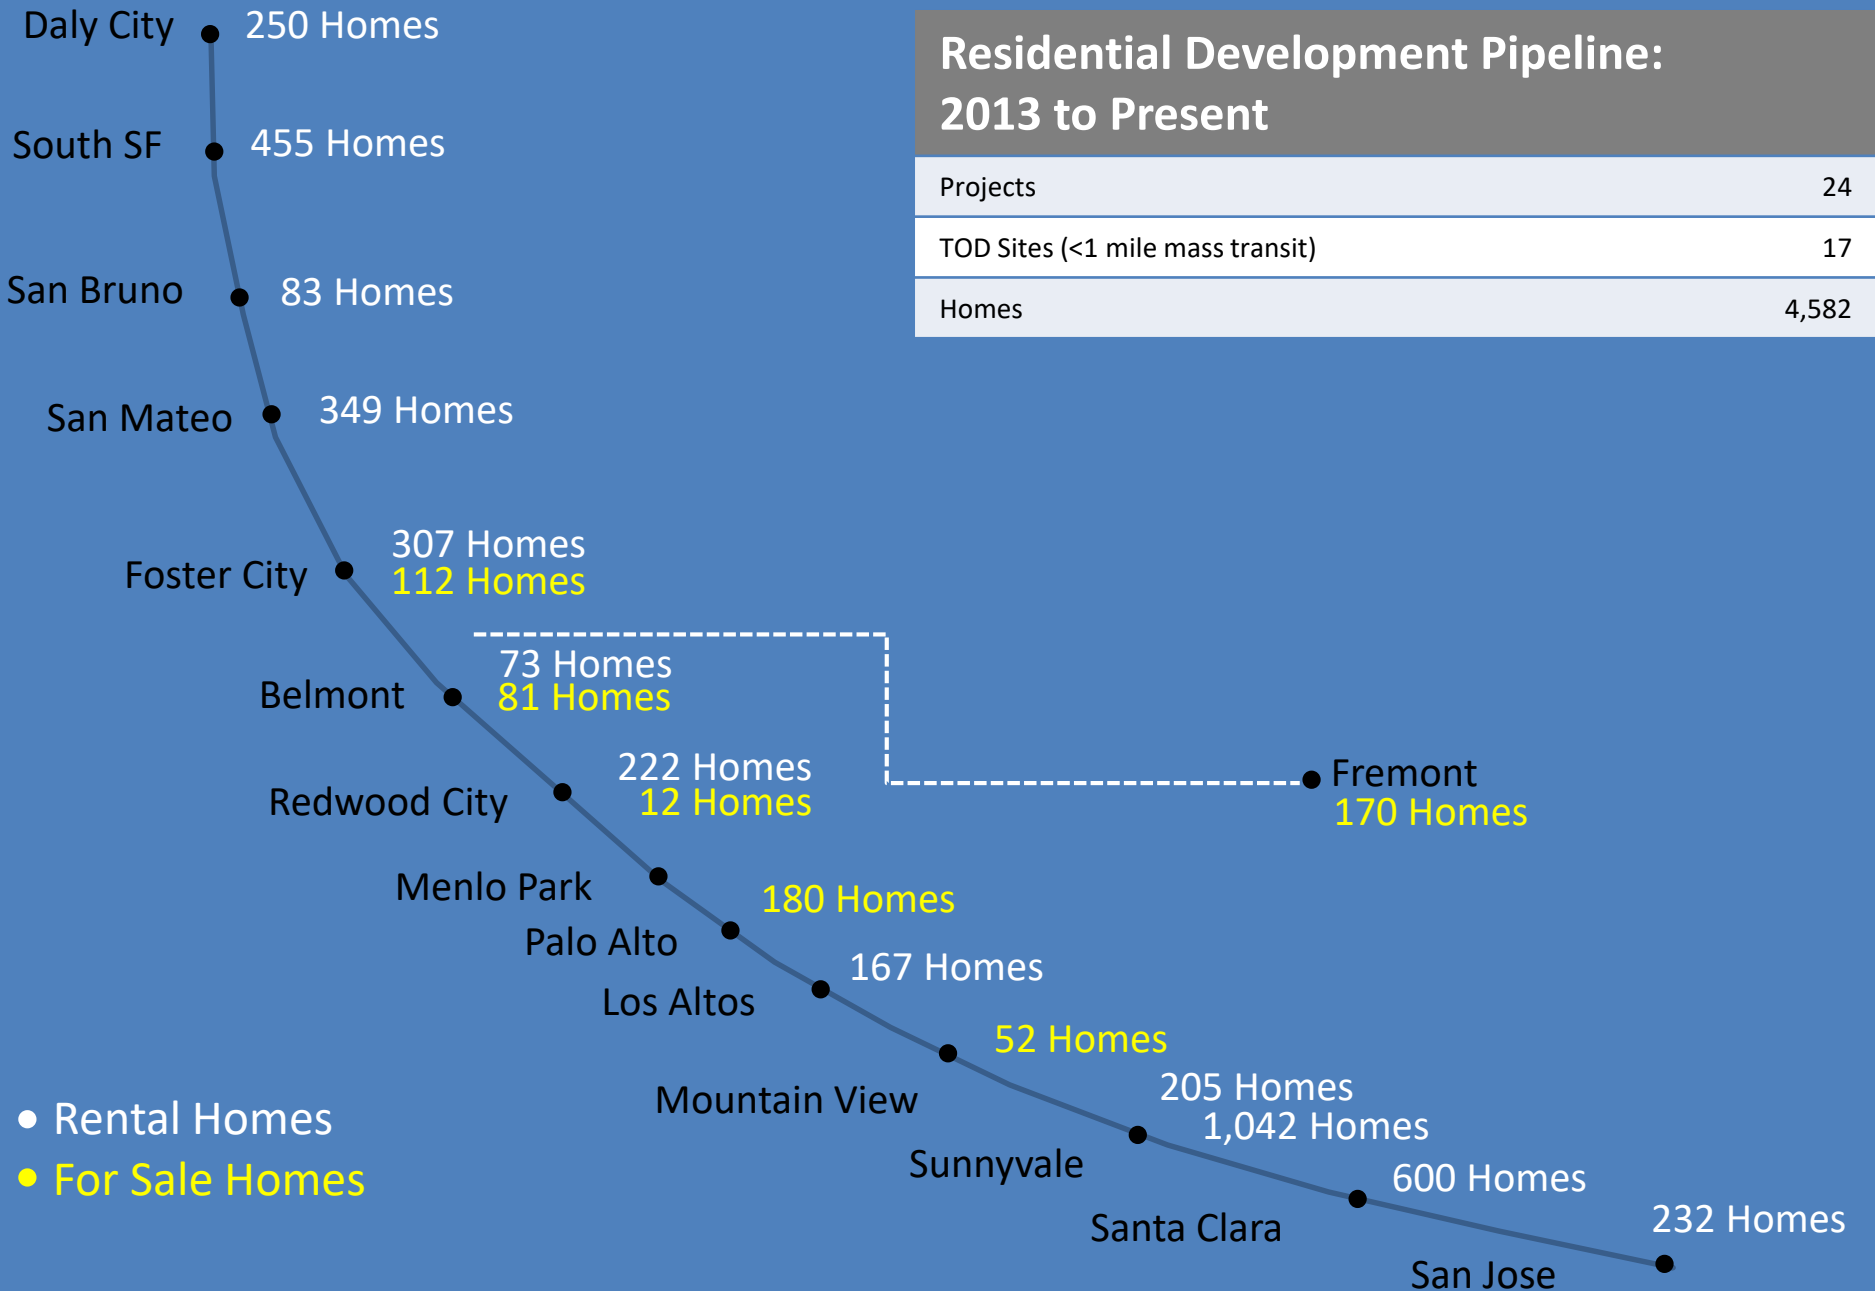 Daly City 250 Homes
Residential Development Pipeline:
2013 to Present
Projects 24
TOD Sites (<1 mile mass transit) 17
Homes 4,582
South SF 455 Homes
San Bruno 83 Homes
San Mateo 349 Homes
307 Homes
Foster City 112 Homes
73 Homes
Belmont 81 Homes
222 Homes
Redwood City 12 Homes
Fremont
170 Homes
Menlo Park
180 Homes
Palo Alto
167 Homes
Los Altos
52 Homes
Mountain View
205 Homes
1,042 Homes
Sunnyvale
600 Homes
Santa Clara
232 Homes
San Jose
• Rental Homes
• For Sale Homes